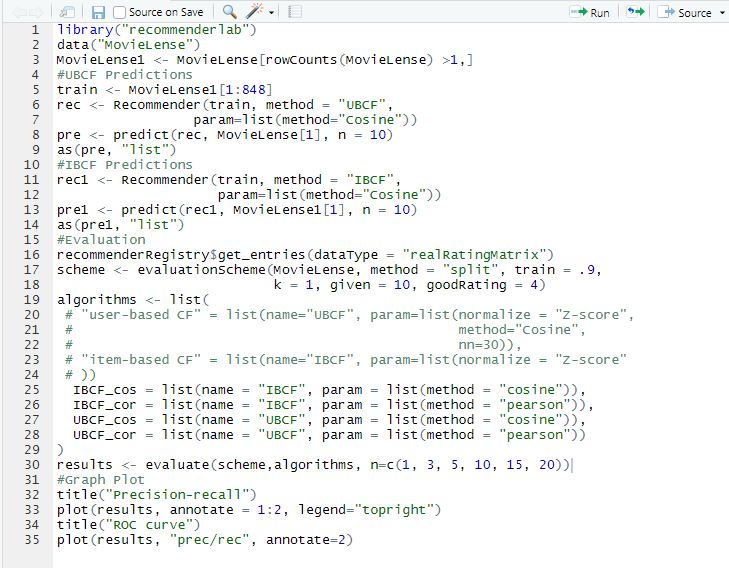 Source on Save
Run
Source
1 library("recommenderlab")
2 data("MovieLense")
3 MovieLense1 <- MovieLense[rowCounts(MovieLense) >1,]
4 #UBCF Predictions
5 train <- MovieLense1[1:848]
6 rec <- Recommender(train, method = "UBCF",
7 param=list(method="Cosine"))
8 pre <- predict(rec, MovieLense[1], n = 10)
9 as(pre, "list")
10 #IBCF Predictions
11 rec1 <- Recommender(train, method = "IBCF",
12 param=list(method="Cosine"))
13 pre1 <- predict(rec1, MovieLense1[1], n = 10)
14 as(pre1, "list")
15 #Evaluation
16 recommenderRegistry$get_entries(dataType = "realRatingMatrix")
17 scheme <- evaluationScheme(MovieLense, method = "split", train = .9,
18 k = 1, given = 10, goodRating = 4)
19 algorithms <- list(
20 # "user-based CF" = list(name="UBCF", param=list(normalize = "Z-score",
21 # method="Cosine",
22 # nn=30)),
23 # "item-based CF" = list(name="IBCF", param=list(normalize = "Z-score"
24 # ))
25 IBCF_cos = list(name = "IBCF", param = list(method = "cosine")),
26 IBCF_cor = list(name = "IBCF", param = list(method = "pearson")),
27 UBCF_cos = list(name = "UBCF", param = list(method = "cosine")),
28 UBCF_cor = list(name = "UBCF", param = list(method = "pearson"))
29 )
30 results <- evaluate(scheme,algorithms, n=c(1, 3, 5, 10, 15, 20))
31 #Graph Plot
32 title("Precision-recall")
33 plot(results, annotate = 1:2, legend="topright")
34 title("ROC curve")
35 plot(results, "prec/rec", annotate=2)